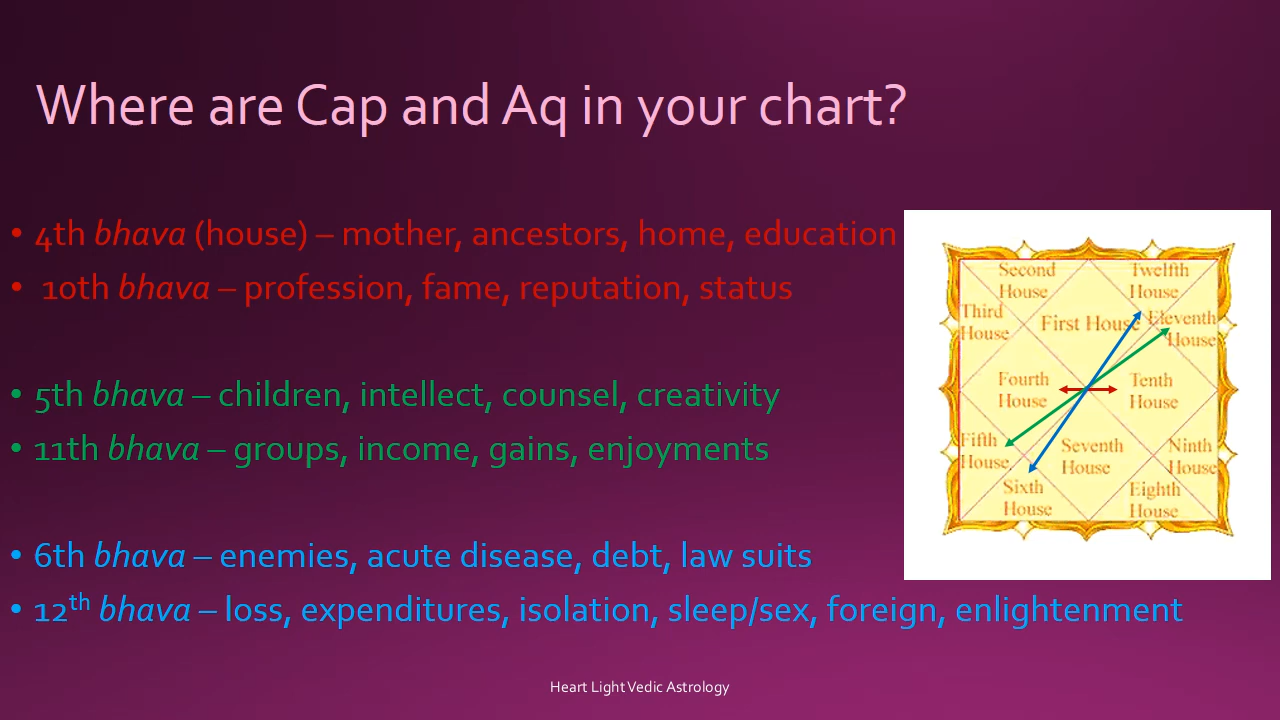 Where are Cap and Aq in your chart?
• 4th bhava (house) – mother, ancestors, home, education
• 10th bhava – profession, fame, reputation, status
• 5th bhava – children, intellect, counsel, creativity
• 11th bhava – groups, income, gains, enjoyments
• 6th bhava – enemies, acute disease, debt, law suits
• 12th bhava – loss, expenditures, isolation, sleep/sex, foreign, enlightenment
Second
House
Twelfth
House
Third
House
First House
Eleventh
House
Fourth
House
Tenth
House
Fifth
House
Seventh
House
Ninth
House
Sixth
House
Eighth
House
Heart Light Vedic Astrology